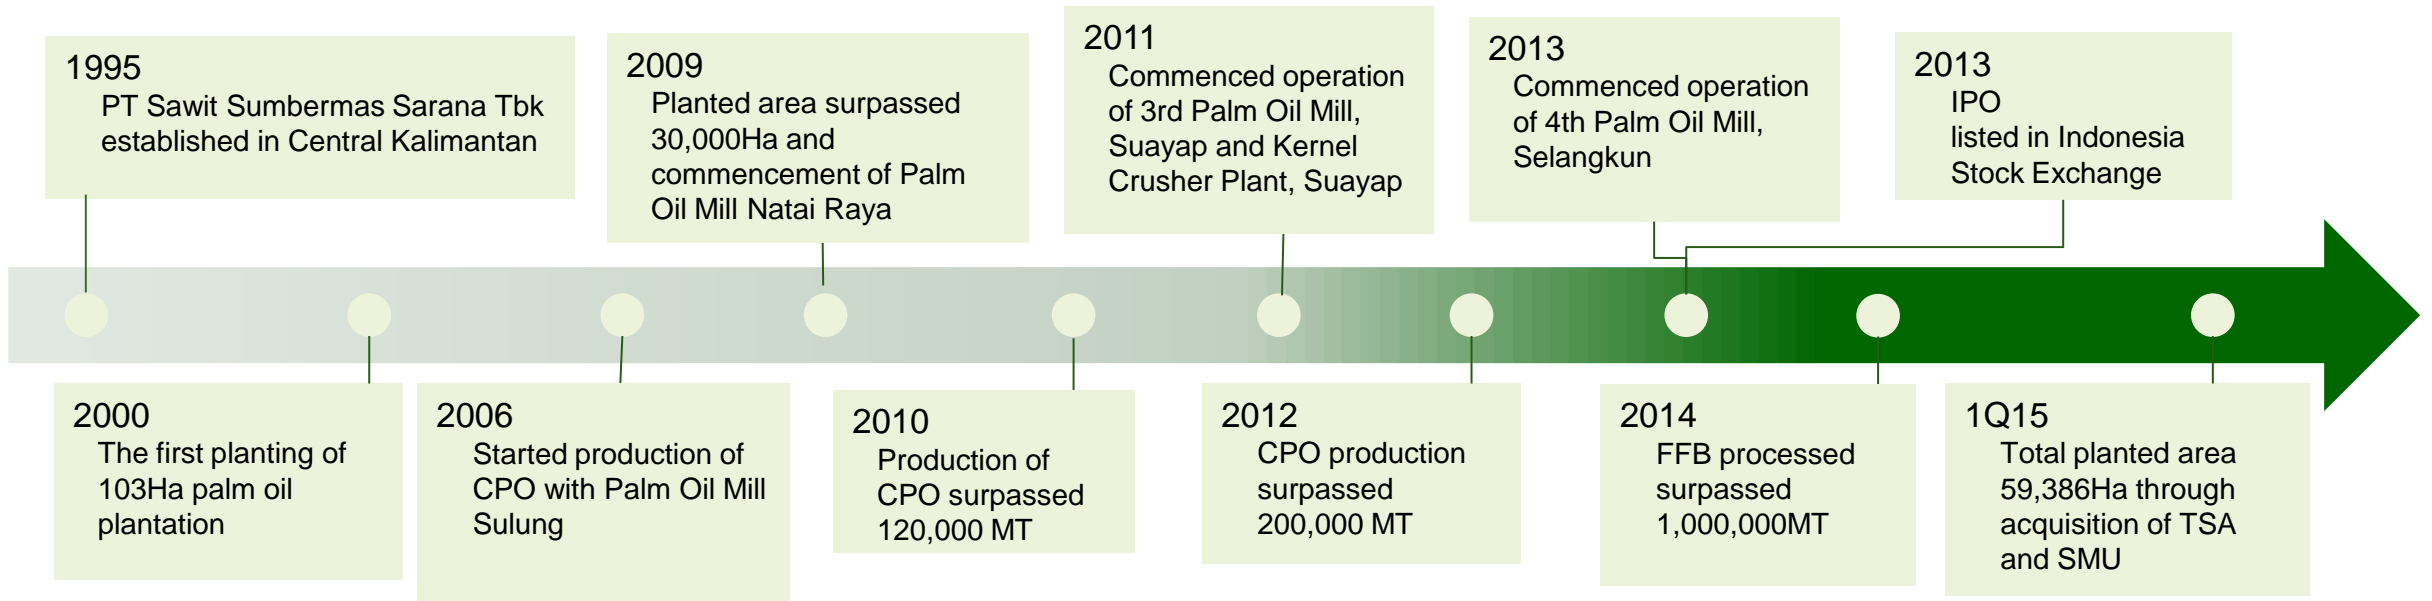 1995
PT Sawit Sumbermas Sarana Tbk
established in Central Kalimantan
2009
Planted area surpassed
30,000Ha and
commencement of Palm
Oil Mill Natai Raya
2011
Commenced operation
of 3rd Palm Oil Mill,
Suayap and Kernel
Crusher Plant, Suayap
2013
Commenced operation
of 4th Palm Oil Mill,
Selangkun
2013
IPO
listed in Indonesia
Stock Exchange
2000
The first planting of
103Ha palm oil
plantation
2006
Started production of
CPO with Palm Oil Mill
Sulung
2010
Production of
CPO surpassed
120,000 MT
2012
CPO production
surpassed
200,000 MT
2014
FFB processed
surpassed
1,000,000MT
1Q15
Total planted area
59,386Ha through
acquisition of TSA
and SMU